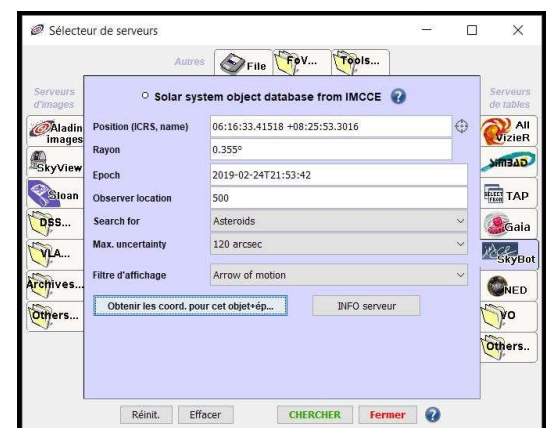 Sélecteur de serveurs
Autres File FoV... Tools...
Serveurs d'images
Serveurs de tables
Solar system object database from IMCCE ?
Position (ICRS, name) 06:16:33.41518 +08:25:53.3016
Rayon 0.355°
Epoch 2019-02-24T21:53:42
Observer location 500
Search for Asteroids
Max. uncertainty 120 arcsec
Filtre d'affichage Arrow of motion
Obtenir les coord. pour cet objet+ép... INFO serveur
Aladin images
SkyView
Sloan
DSS...
VLA...
Archives...
Others...
All VizieR
SIMBAD
SELECT FROM TAP
Gaia
SkyBot
NED
VO
Others..
Réinit. Effacer CHERCHER Fermer ?